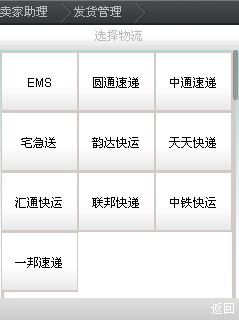 卖家助理 发货管理
选择物流
EMS 圆通速递 中通速递
宅急送 韵达快运 天天快递
汇通快运 联邦快递 中铁快运
一邦速递
返回